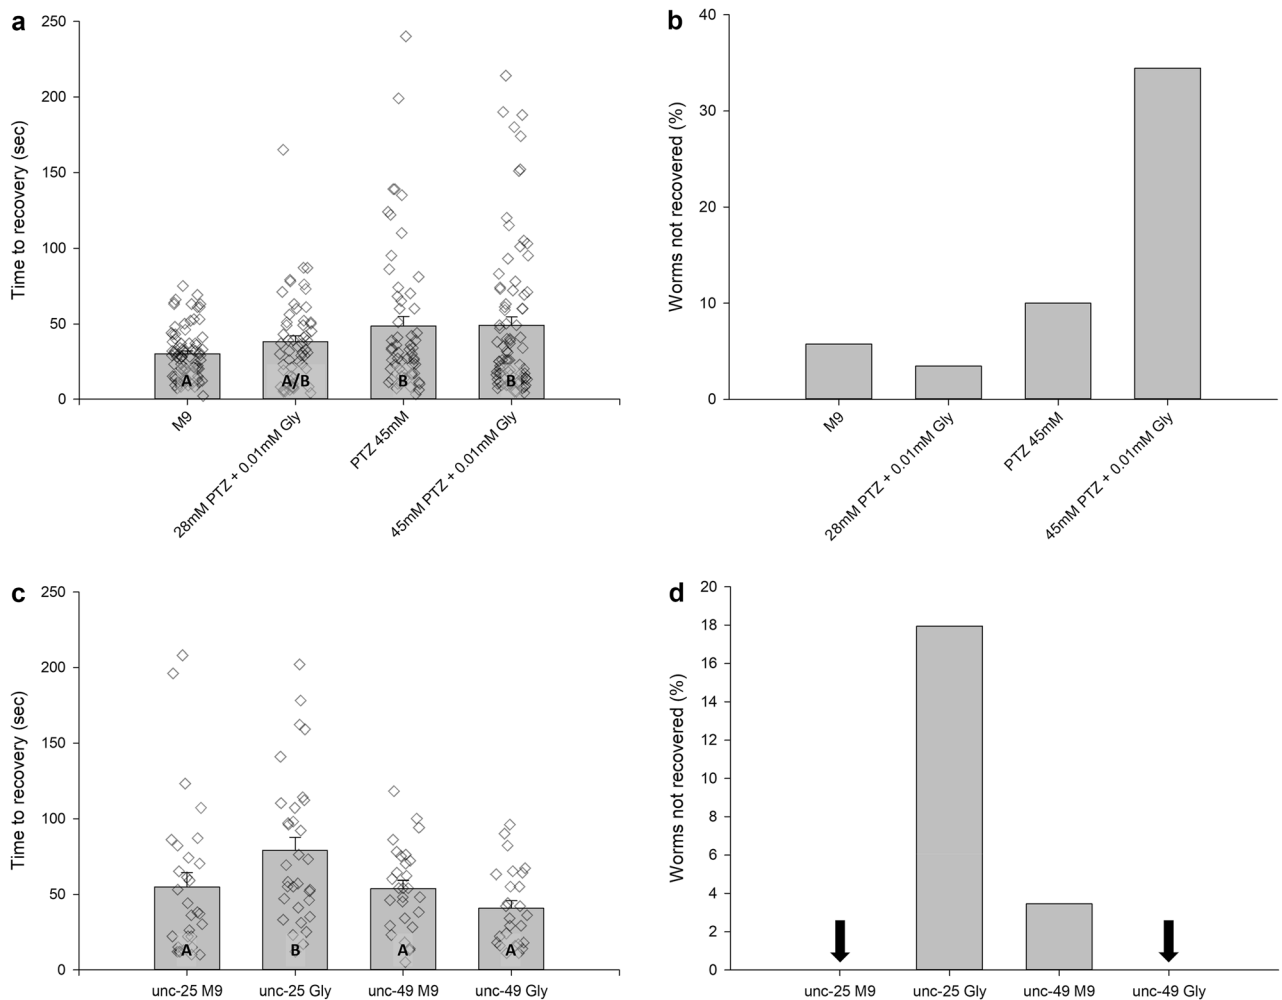 a
250
200
150
100
50
0
Time to recovery (sec)
A
A/B
B
B
M9
28mM PTZ + 0.01mM Gly
PTZ 45mM
45mM PTZ + 0.01mM Gly
b
40
30
20
10
0
Worms not recovered (%)
M9
28mM PTZ + 0.01mM Gly
PTZ 45mM
45mM PTZ + 0.01mM Gly
c
250
200
150
100
50
0
Time to recovery (sec)
A
B
A
A
unc-25 M9
unc-25 Gly
unc-49 M9
unc-49 Gly
d
20
18
16
14
12
10
8
6
4
2
0
Worms not recovered (%)
unc-25 M9
unc-25 Gly
unc-49 M9
unc-49 Gly